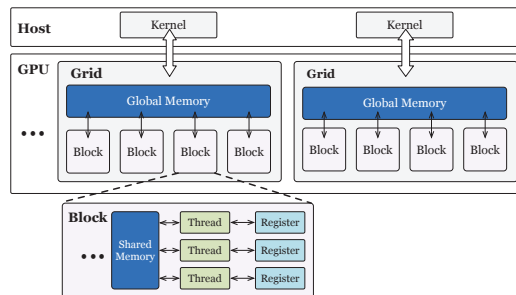 Host
Kernel
Kernel
GPU
Grid
Global Memory
Block
Block
Block
Block
Grid
Global Memory
Block
Block
Block
Block
Block
Shared
Memory
Thread
Register
Thread
Register
Thread
Register